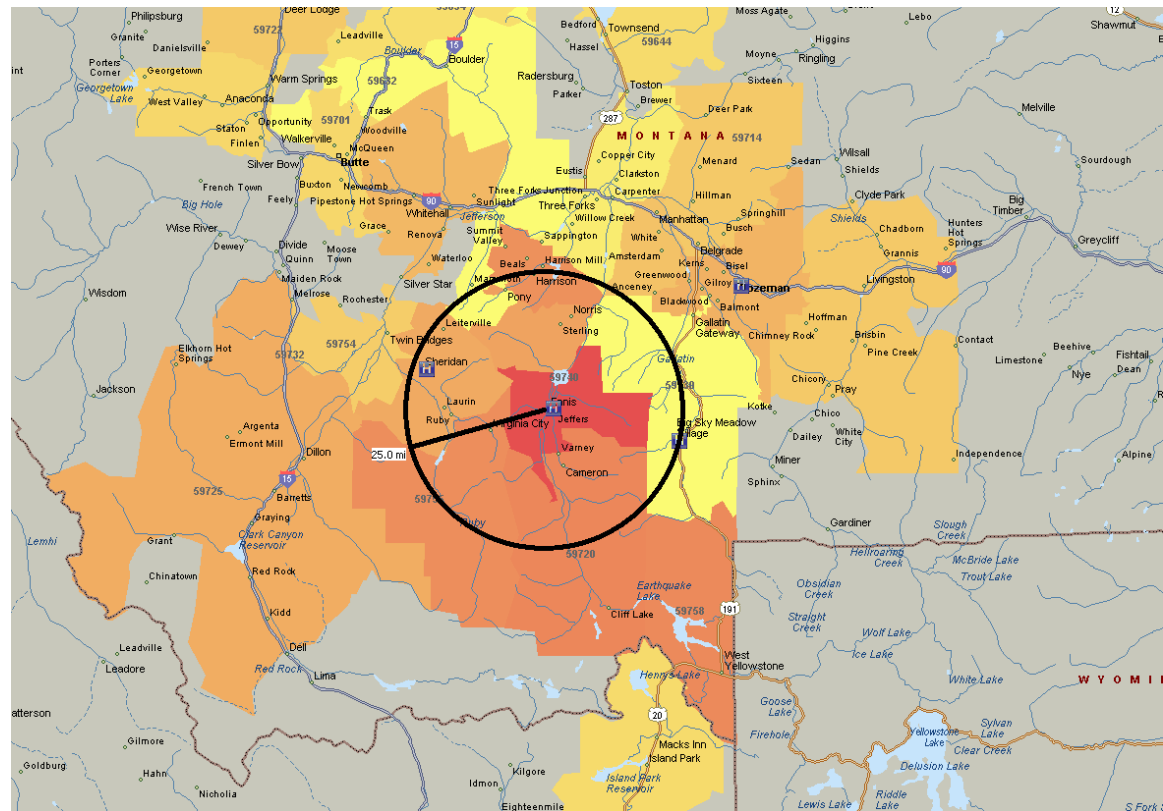 Philipsburg
Deer Lodge
59722
Leadville
Granite
Danielsville
Boulder
15
Boulder
Porters
Corner
Georgetown
Warm Springs
59632
Georgetown
Lake
West Valley
Anaconda
Trask
Opportunity
59701
Woodville
Staton
Finlen
Walkerville
McQueen
Silver Bow
Butte
Buxton
Newcomb
French Town
Feely
Pipestone Hot Springs
90
Whitehall
Big Hole
Wise River
Dewey
Divide
Quinn
Moose
Town
Grace
Renova
Waterloo
Maiden Rock
Melrose
Rochester
Silver Star
Wisdom
Bedford
Townsend
Hassel
59644
Radersburg
Parker
Toston
Brewer
287
MONTANA
Deer Park
59714
Copper City
Menard
Eustis
Clarkston
Three Forks Junction
Carpenter
Hillman
Sunlight
Three Forks
Jefferson
Willow Creek
Manhattan
Springhill
Busch
Summit
Valley
Sappington
White
Belgrade
Beals
Harrison Mill
Amsterdam
Kerns
Bisel
Greenwood
Gilroy
Harrison
Anceney
Blackwood
Belmont
Pony
Norris
Gallatin
Gateway
Chimney Rock
Leiterville
Sterling
Twin Bridges
Gallatin
Sheridan
Moss Agate
Lebo
12
Shawmut
Higgins
Moyne
Ringling
Sixteen
Melville
Sedan
Wilsall
Shields
Sourdough
Clyde Park
Big
Timber
Shields
Chadborn
Hunters
Hot
Springs
Greycliff
Grannis
90
Livingston
Hoffman
Brisbin
Contact
Pine Creek
Beehive
Fishtail
Limestone
Nye
Dean
Chicory
Pray
Elkhorn Hot
Springs
59732
59754
Jackson
Laurin
Ruby
59740
Ennis
Jeffers
Kotke
Chico
White
City
Dailey
Argenta
Ermont Mill
Big Sky Meadow
Village
Dillon
25.0 mi
Varney
Cameron
Miner
Sphinx
Independence
Alpine
15
59725
Barretts
Ruby
Graying
Clark Canyon
Reservoir
Gardiner
Slough
Creek
Lemhi
Grant
59720
Hellroaring
Creek
McBride Lake
Trout Lake
Chinatown
Red Rock
Earthquake
Lake
Obsidian
Creek
Kidd
Cliff Lake
59758
191
Straight
Creek
Wolf Lake
Ice Lake
Leadville
Dell
Leadore
Red Rock
Lima
West
Yellowstone
Henrys Lake
White Lake
WYOMI
20
Goose
Lake
Firehole
Sylvan
Lake
Yellowstone
Lake
Clear Creek
Gilmore
Macks Inn
Island Park
Delusion Lake
Goldburg
Hahn
Kilgore
Idmon
Island Park
Reservoir
Nicholia
Eighteenmile
Lewis Lake
Riddle
Lake
S Fork